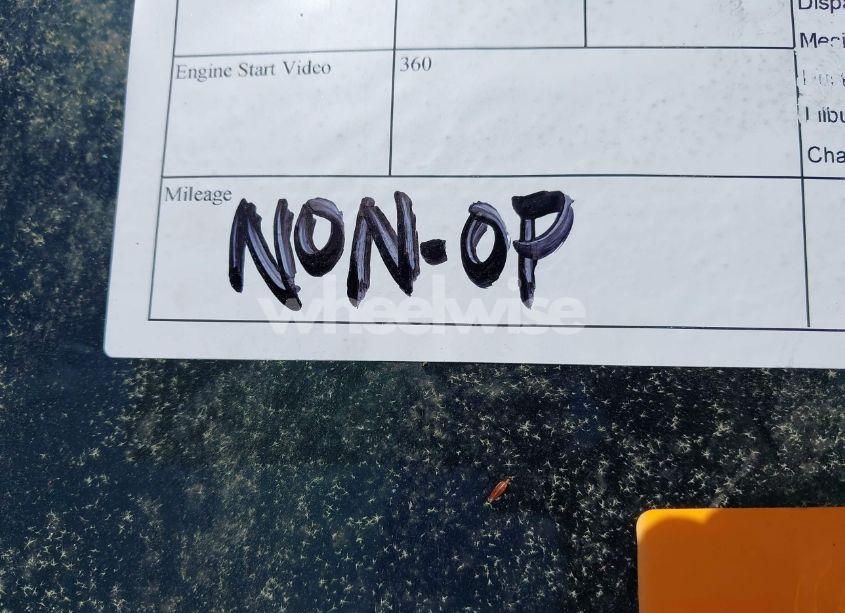 Engine Start Video
360
Mileage
NON-OP
wheelwise
Cha